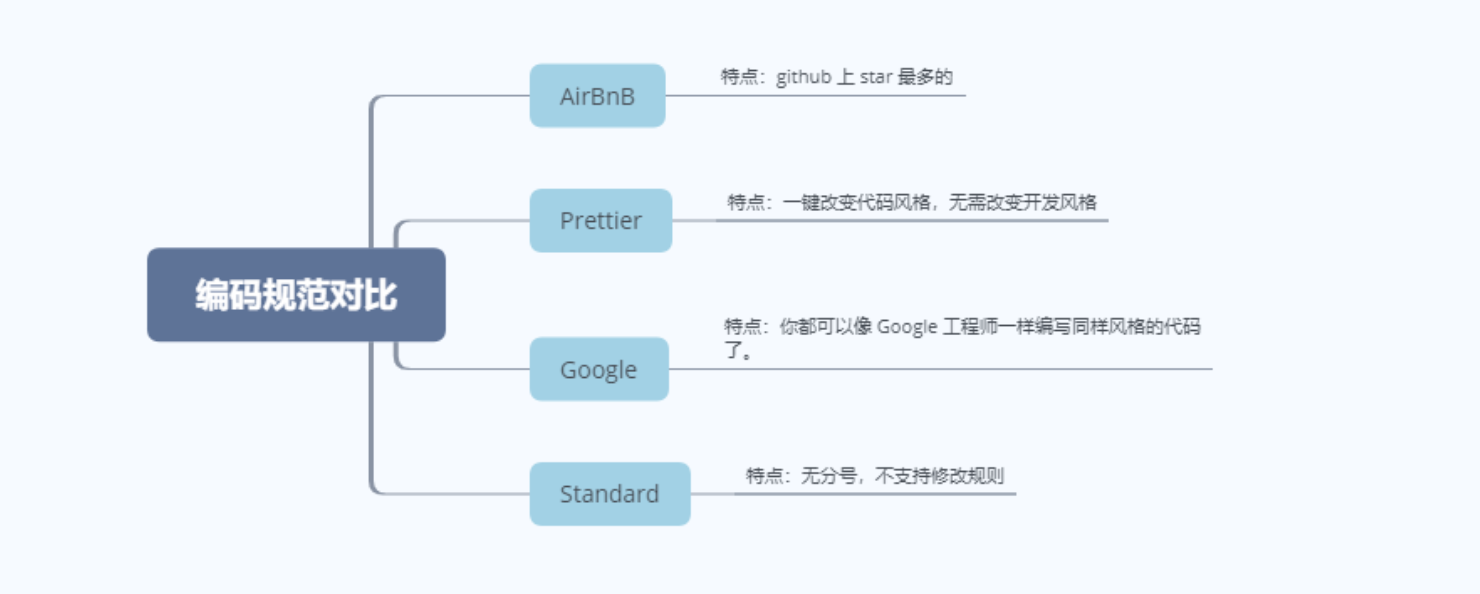 特点：github 上 star 最多的
AirBnB
特点：一键改变代码风格，无需改变开发风格
Prettier
编码规范对比
特点：你都可以像 Google 工程师一样编写同样风格的代码
了。
Google
特点：无分号，不支持修改规则
Standard